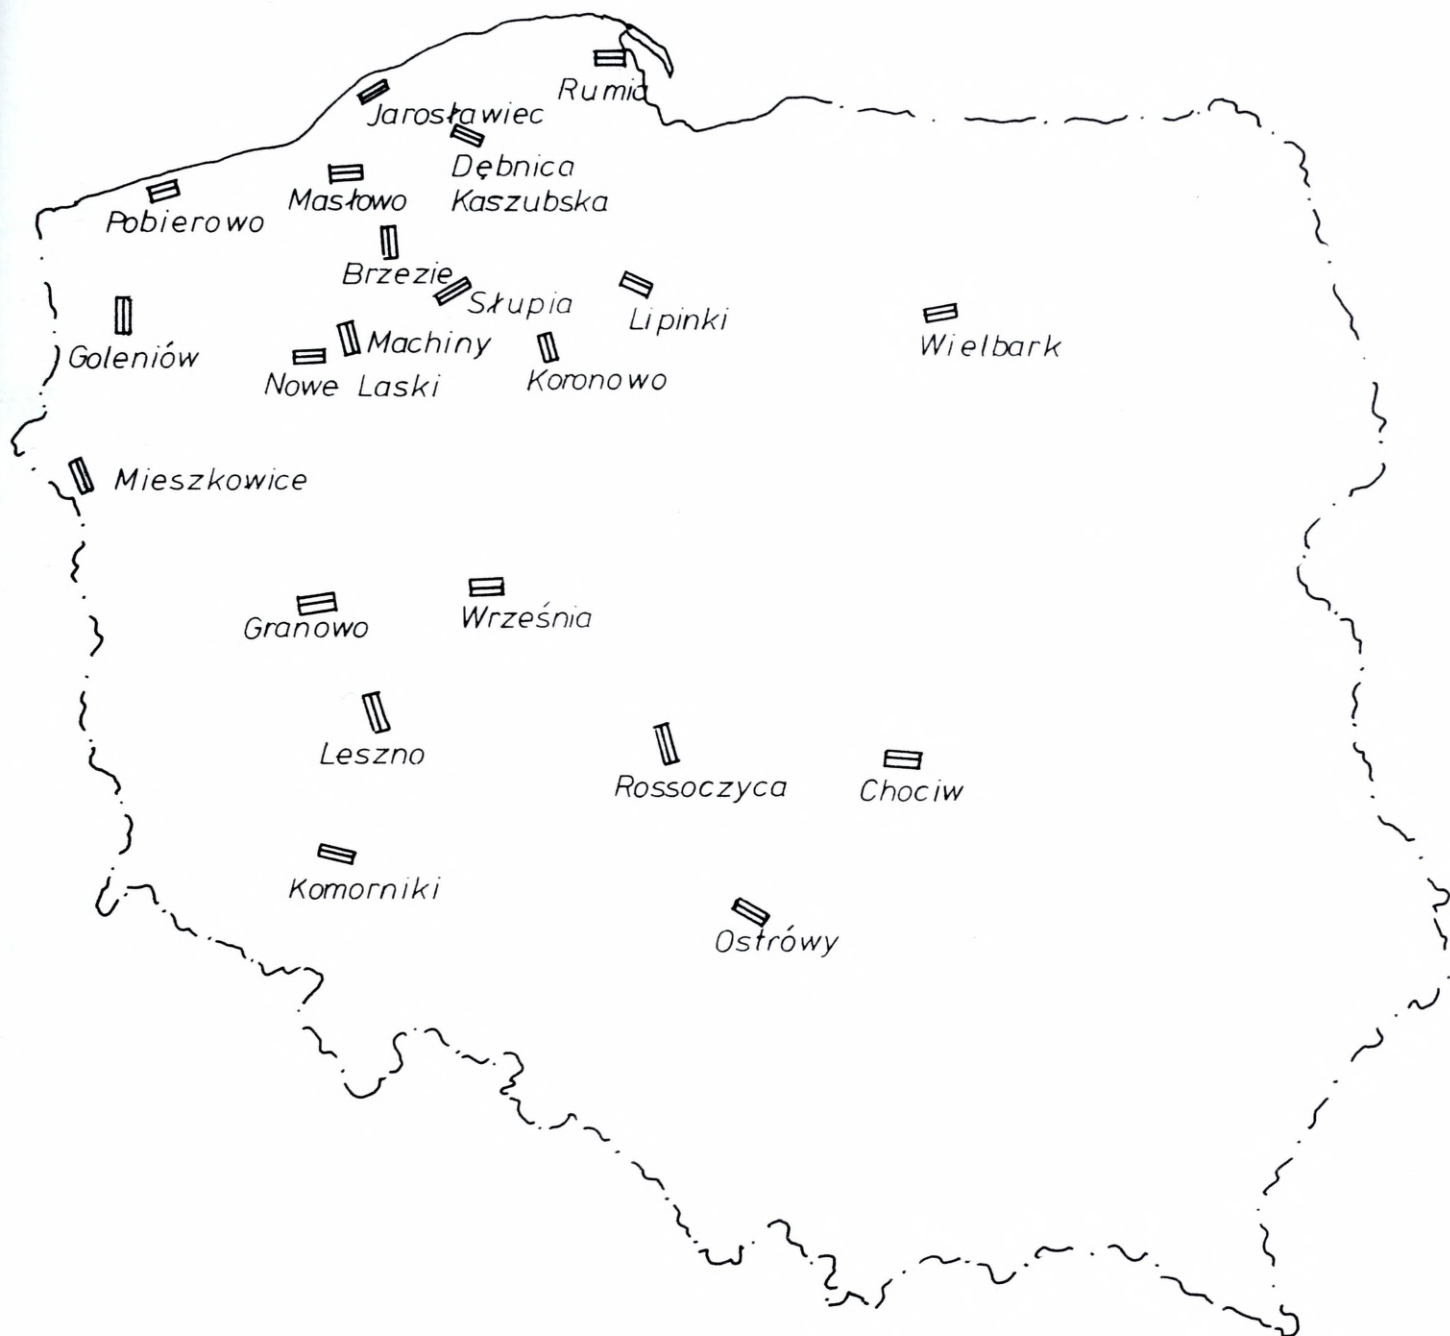 Rumia
Jarosławiec
Dębnica
Kaszubska
Masłowo
Pobierowo
Brzezie
Słupia
Lipinki
Wielbark
Machiny
Goleniów
Nowe Laski
Koronowo
Mieszkowice
Granowo
Września
Leszno
Rossoczyca
Chociw
Komorniki
Ostrówy